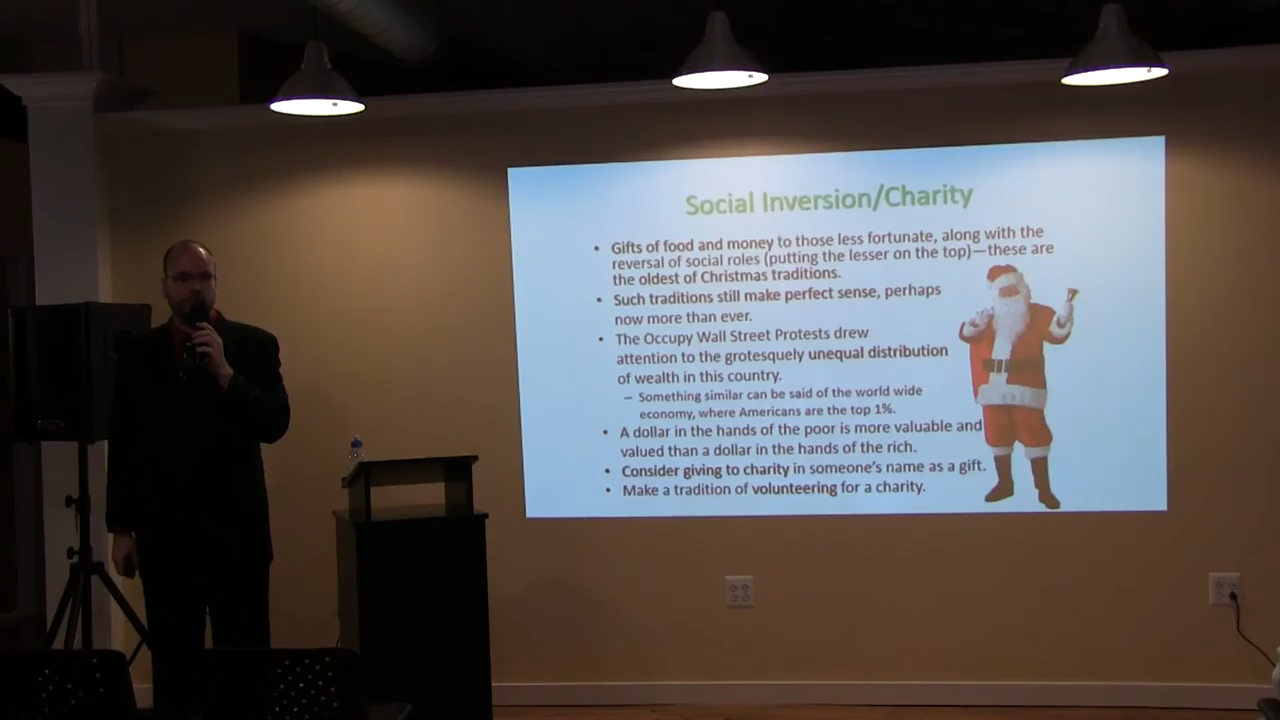 Social Inversion/Charity
• Gifts of food and money to those less fortunate, along with the
reversal of social roles (putting the lesser on the top)—these are
the oldest of Christmas traditions.
• Such traditions still make perfect sense, perhaps
now more than ever.
• The Occupy Wall Street Protests drew
attention to the grotesquely unequal distribution
of wealth in this country.
– Something similar can be said of the world wide
economy, where Americans are the top 1%.
• A dollar in the hands of the poor is more valuable and
valued than a dollar in the hands of the rich.
• Consider giving to charity in someone's name as a gift.
• Make a tradition of volunteering for a charity.